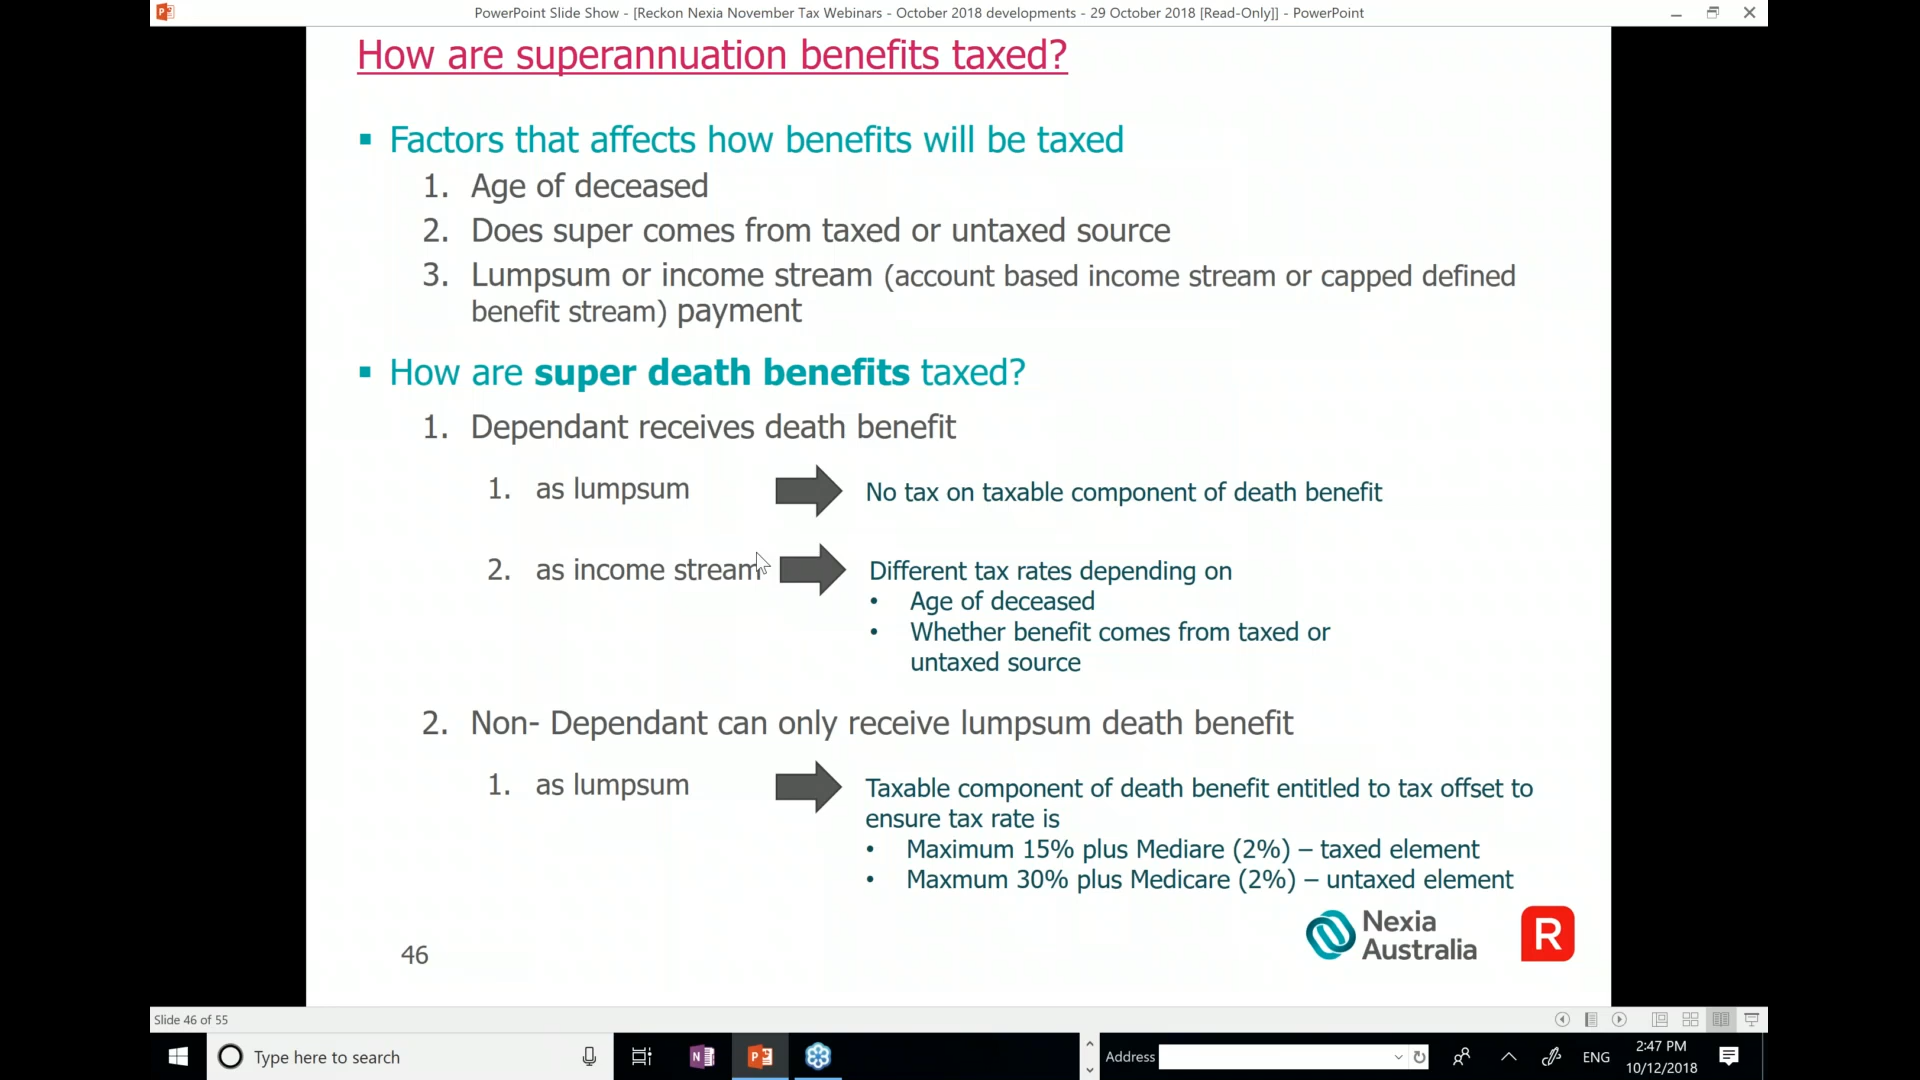 PowerPoint Slide Show - [Reckon Nexia November Tax Webinars - October 2018 developments - 29 October 2018 [Read-Only]] - PowerPoint
How are superannuation benefits taxed?
▪ Factors that affects how benefits will be taxed
1. Age of deceased
2. Does super comes from taxed or untaxed source
3. Lumpsum or income stream (account based income stream or capped defined
benefit stream) payment
▪ How are super death benefits taxed?
1. Dependant receives death benefit
1. as lumpsum
No tax on taxable component of death benefit
2. as income stream
Different tax rates depending on
• Age of deceased
• Whether benefit comes from taxed or
untaxed source
2. Non- Dependant can only receive lumpsum death benefit
1. as lumpsum
Taxable component of death benefit entitled to tax offset to
ensure tax rate is
• Maximum 15% plus Mediare (2%) – taxed element
• Maxmum 30% plus Medicare (2%) – untaxed element
Nexia
Australia
R
46
Slide 46 of 55
Type here to search
N
P
Address
ENG
2:47 PM
10/12/2018